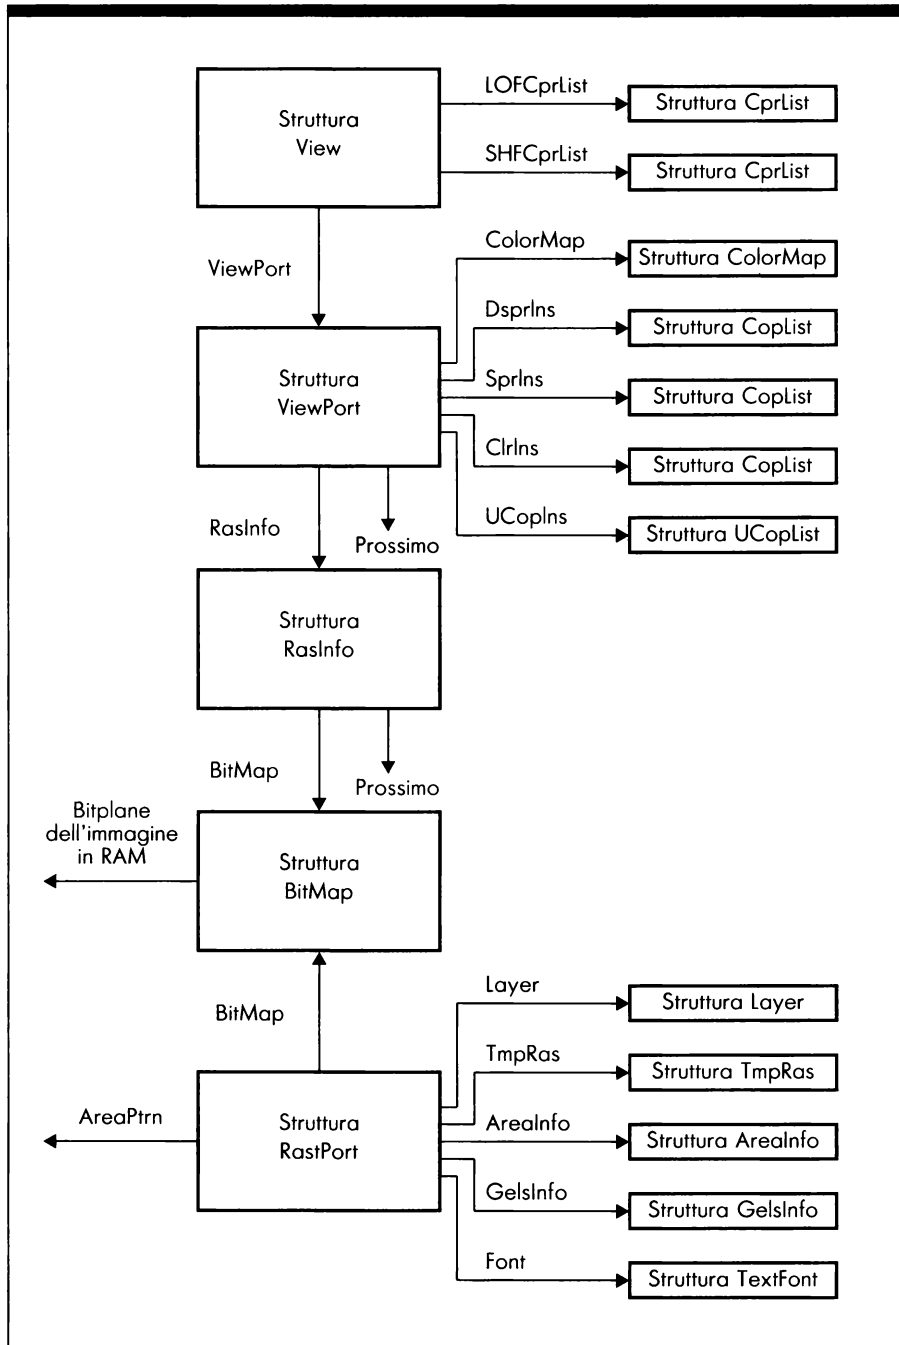 LOFCprList
Struttura CprList
Struttura
View
SHFCprList
Struttura CprList
ViewPort
ColorMap
Struttura ColorMap
DsprIns
Struttura CopList
Struttura
ViewPort
SprIns
Struttura CopList
ClrIns
Struttura CopList
UCopIns
Struttura UCopList
RasInfo
Prossimo
Struttura
RasInfo
BitMap
Prossimo
Bitplane
dell'immagine
in RAM
Struttura
BitMap
BitMap
Layer
Struttura Layer
TmpRas
Struttura TmpRas
AreaPtrn
Struttura
RastPort
AreaInfo
Struttura AreaInfo
GelsInfo
Struttura GelsInfo
Font
Struttura TextFont